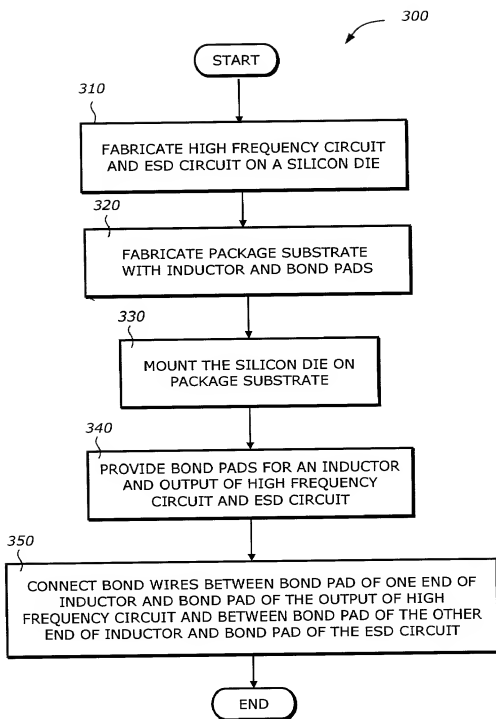 300
START
310
FABRICATE HIGH FREQUENCY CIRCUIT
AND ESD CIRCUIT ON A SILICON DIE
320
FABRICATE PACKAGE SUBSTRATE
WITH INDUCTOR AND BOND PADS
330
MOUNT THE SILICON DIE ON
PACKAGE SUBSTRATE
340
PROVIDE BOND PADS FOR AN INDUCTOR
AND OUTPUT OF HIGH FREQUENCY
CIRCUIT AND ESD CIRCUIT
350
CONNECT BOND WIRES BETWEEN BOND PAD OF ONE END OF
INDUCTOR AND BOND PAD OF THE OUTPUT OF HIGH
FREQUENCY CIRCUIT AND BETWEEN BOND PAD OF THE OTHER
END OF INDUCTOR AND BOND PAD OF THE ESD CIRCUIT
END